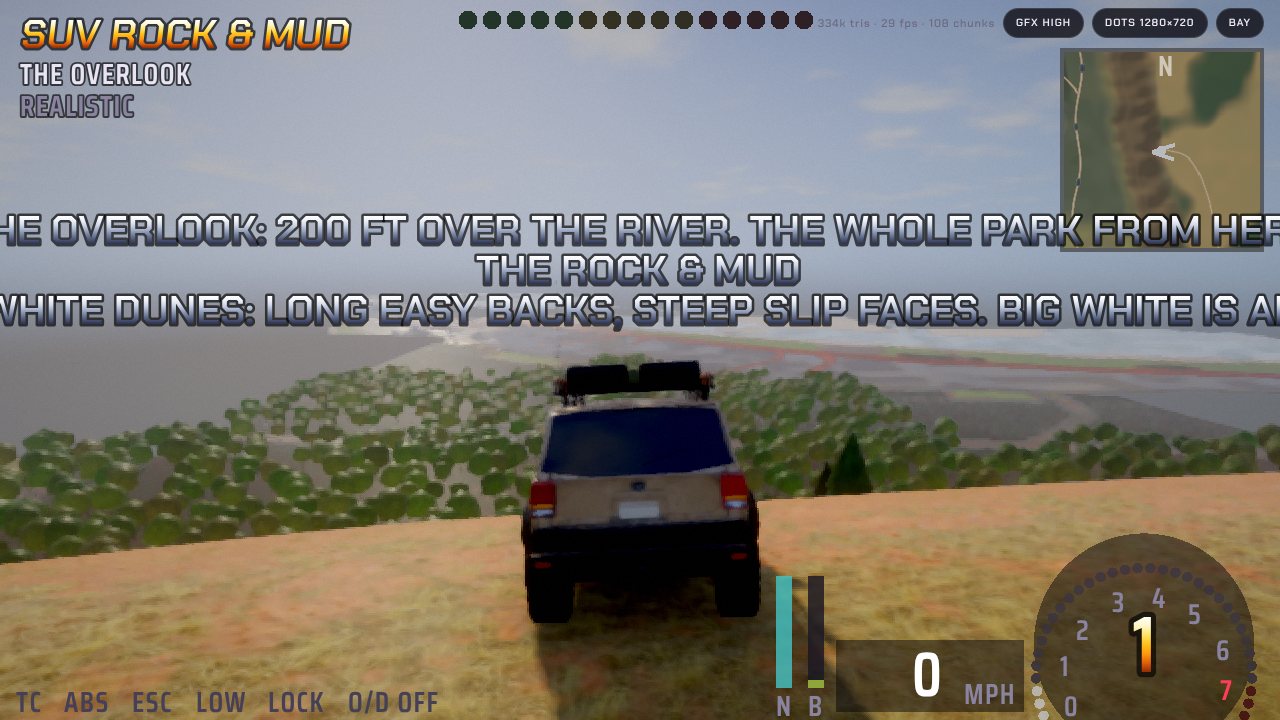 SUV ROCK & MUD
THE OVERLOOK
REALISTIC
334k tris · 29 fps · 108 chunks
GFX HIGH
DOTS 1280×720
BAY
N
HE OVERLOOK: 200 FT OVER THE RIVER. THE WHOLE PARK FROM HER
THE ROCK & MUD
WHITE DUNES: LONG EASY BACKS, STEEP SLIP FACES. BIG WHITE IS A
TC ABS ESC LOW LOCK O/D OFF
N B
0 MPH
0 1 2 3 4 5 6 7
1